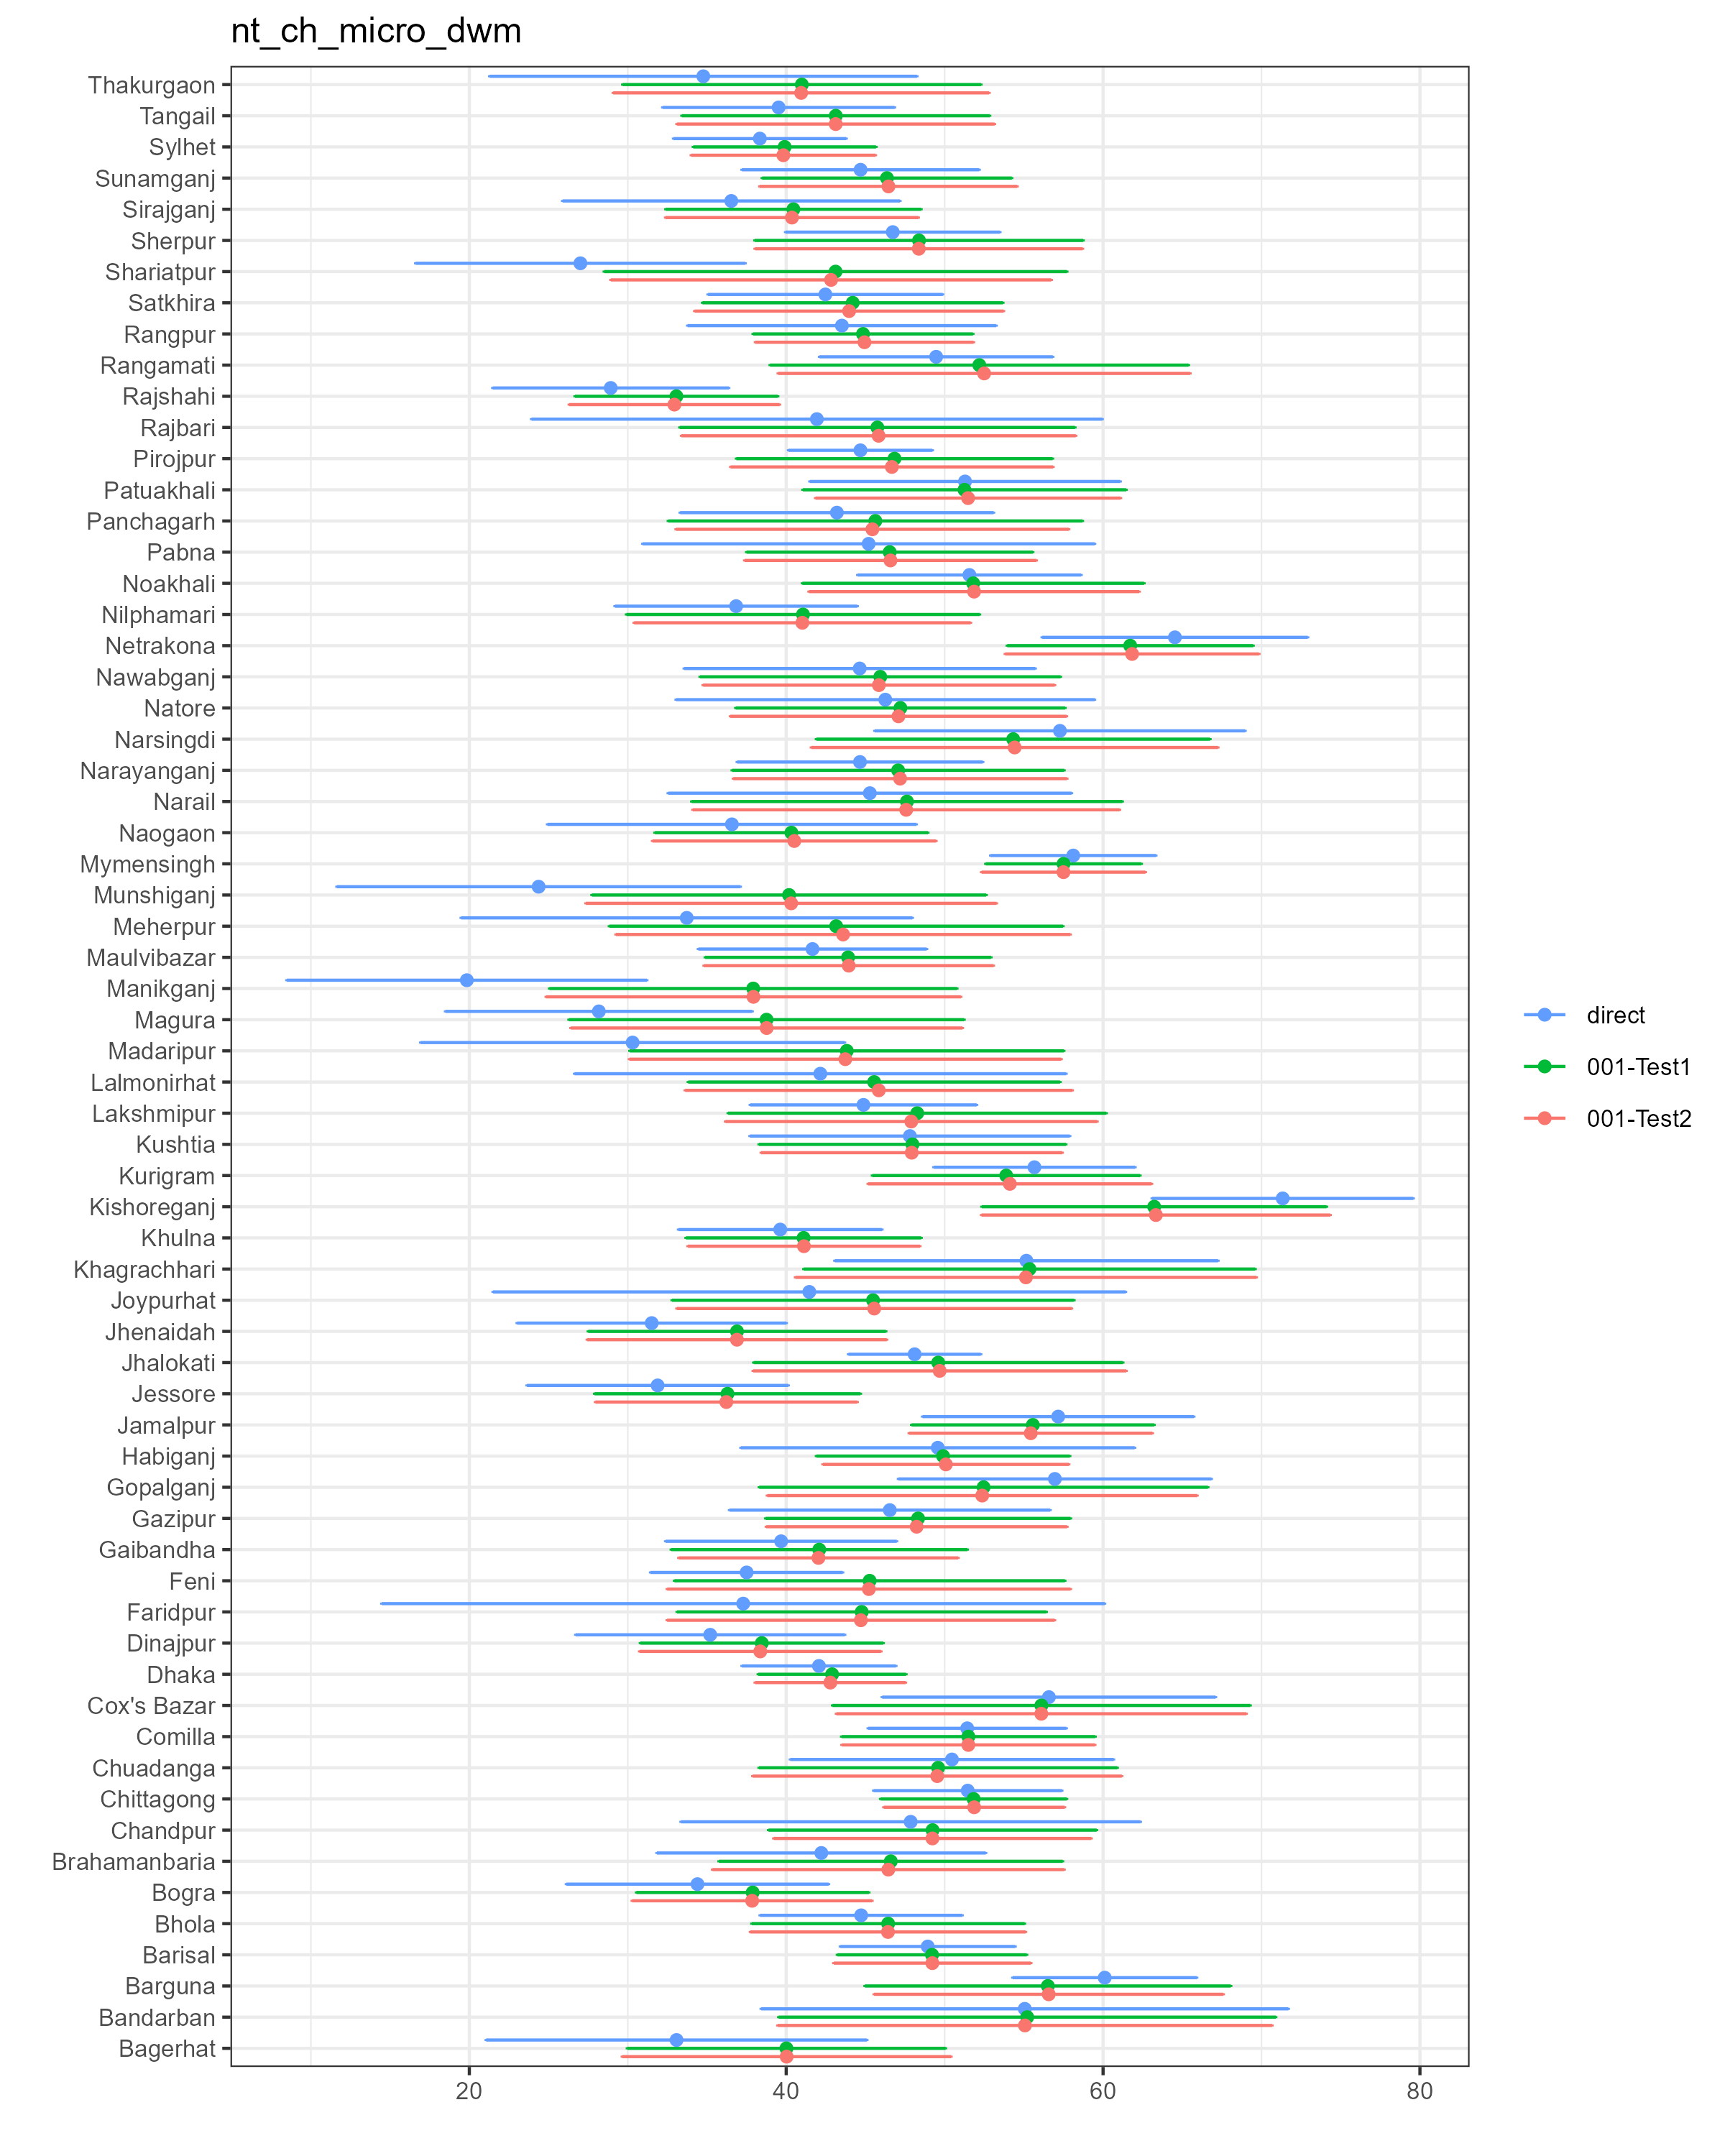 nt_ch_micro_dwm
Thakurgaon
Tangail
Sylhet
Sunamganj
Sirajganj
Sherpur
Shariatpur
Satkhira
Rangpur
Rangamati
Rajshahi
Rajbari
Pirojpur
Patuakhali
Panchagarh
Pabna
Noakhali
Nilphamari
Netrakona
Nawabganj
Natore
Narsingdi
Narayanganj
Narail
Naogaon
Mymensingh
Munshiganj
Meherpur
Maulvibazar
Manikganj
Magura
Madaripur
Lalmonirhat
Lakshmipur
Kushtia
Kurigram
Kishoreganj
Khulna
Khagrachhari
Joypurhat
Jhenaidah
Jhalokati
Jessore
Jamalpur
Habiganj
Gopalganj
Gazipur
Gaibandha
Feni
Faridpur
Dinajpur
Dhaka
Cox's Bazar
Comilla
Chuadanga
Chittagong
Chandpur
Brahamanbaria
Bogra
Bhola
Barisal
Barguna
Bandarban
Bagerhat
20 40 60 80
direct
001-Test1
001-Test2